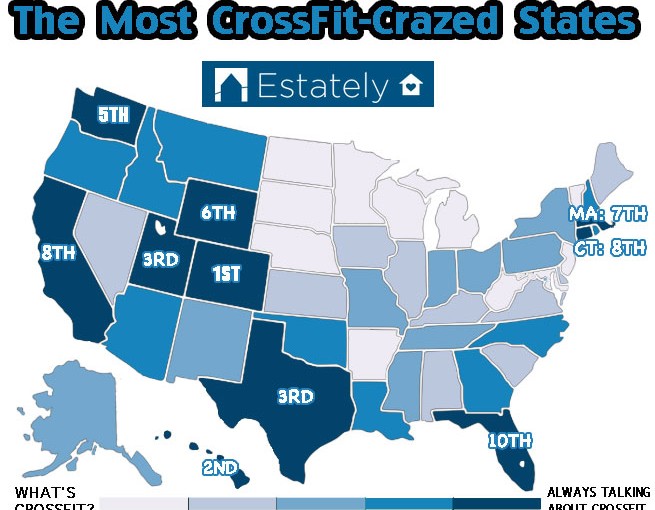 The Most CrossFit-Crazed States
Estately
5TH
6TH
MA: 7TH
8TH
3RD
1ST
CT: 8TH
3RD
10TH
2ND
WHAT'S
CROSSFIT?
ALWAYS TALKING
ABOUT CROSSFIT